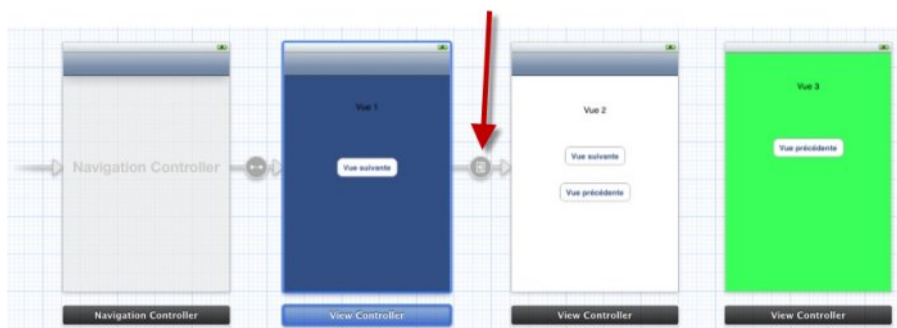 Vue 1
Vue 2
Vue 3
Navigation Controller
Vue suivante
Vue suivante
Vue précédente
Vue précédente
Navigation Controller
View Controller
View Controller
View Controller